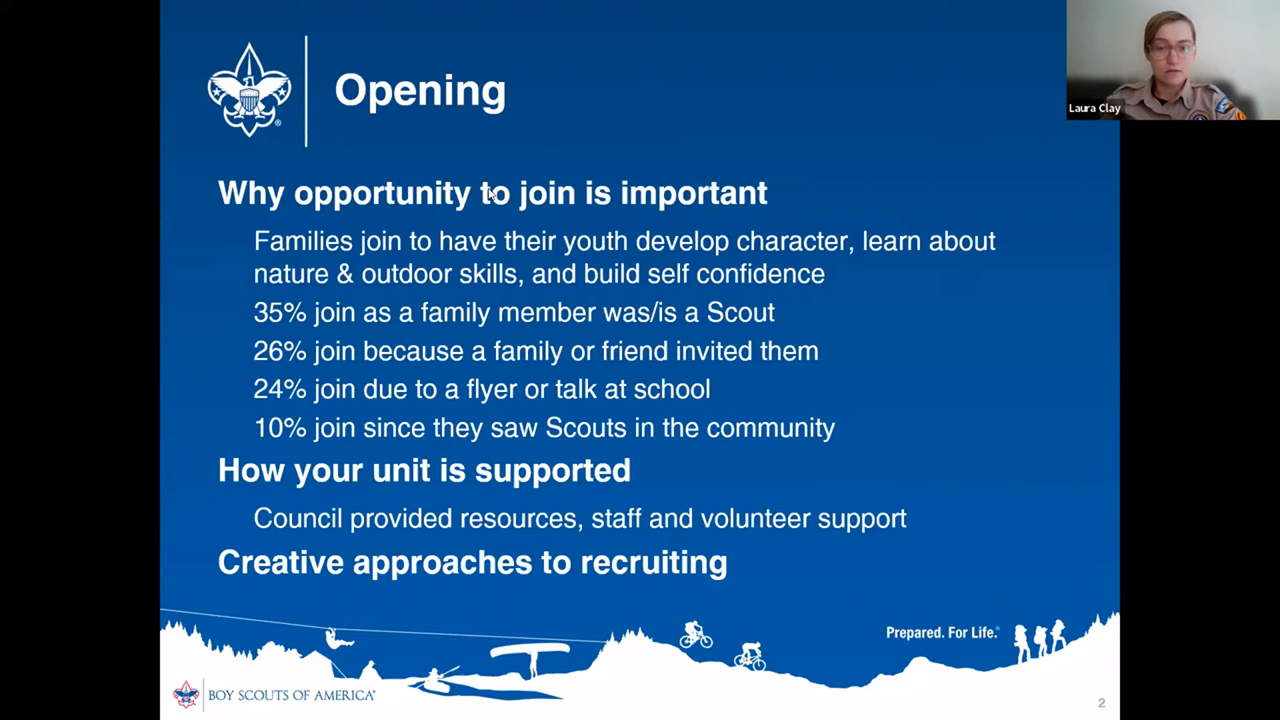 Opening
Laura Clay
Why opportunity to join is important
Families join to have their youth develop character, learn about
nature & outdoor skills, and build self confidence
35% join as a family member was/is a Scout
26% join because a family or friend invited them
24% join due to a flyer or talk at school
10% join since they saw Scouts in the community
How your unit is supported
Council provided resources, staff and volunteer support
Creative approaches to recruiting
Prepared. For Life.®
BOY SCOUTS OF AMERICA®
2